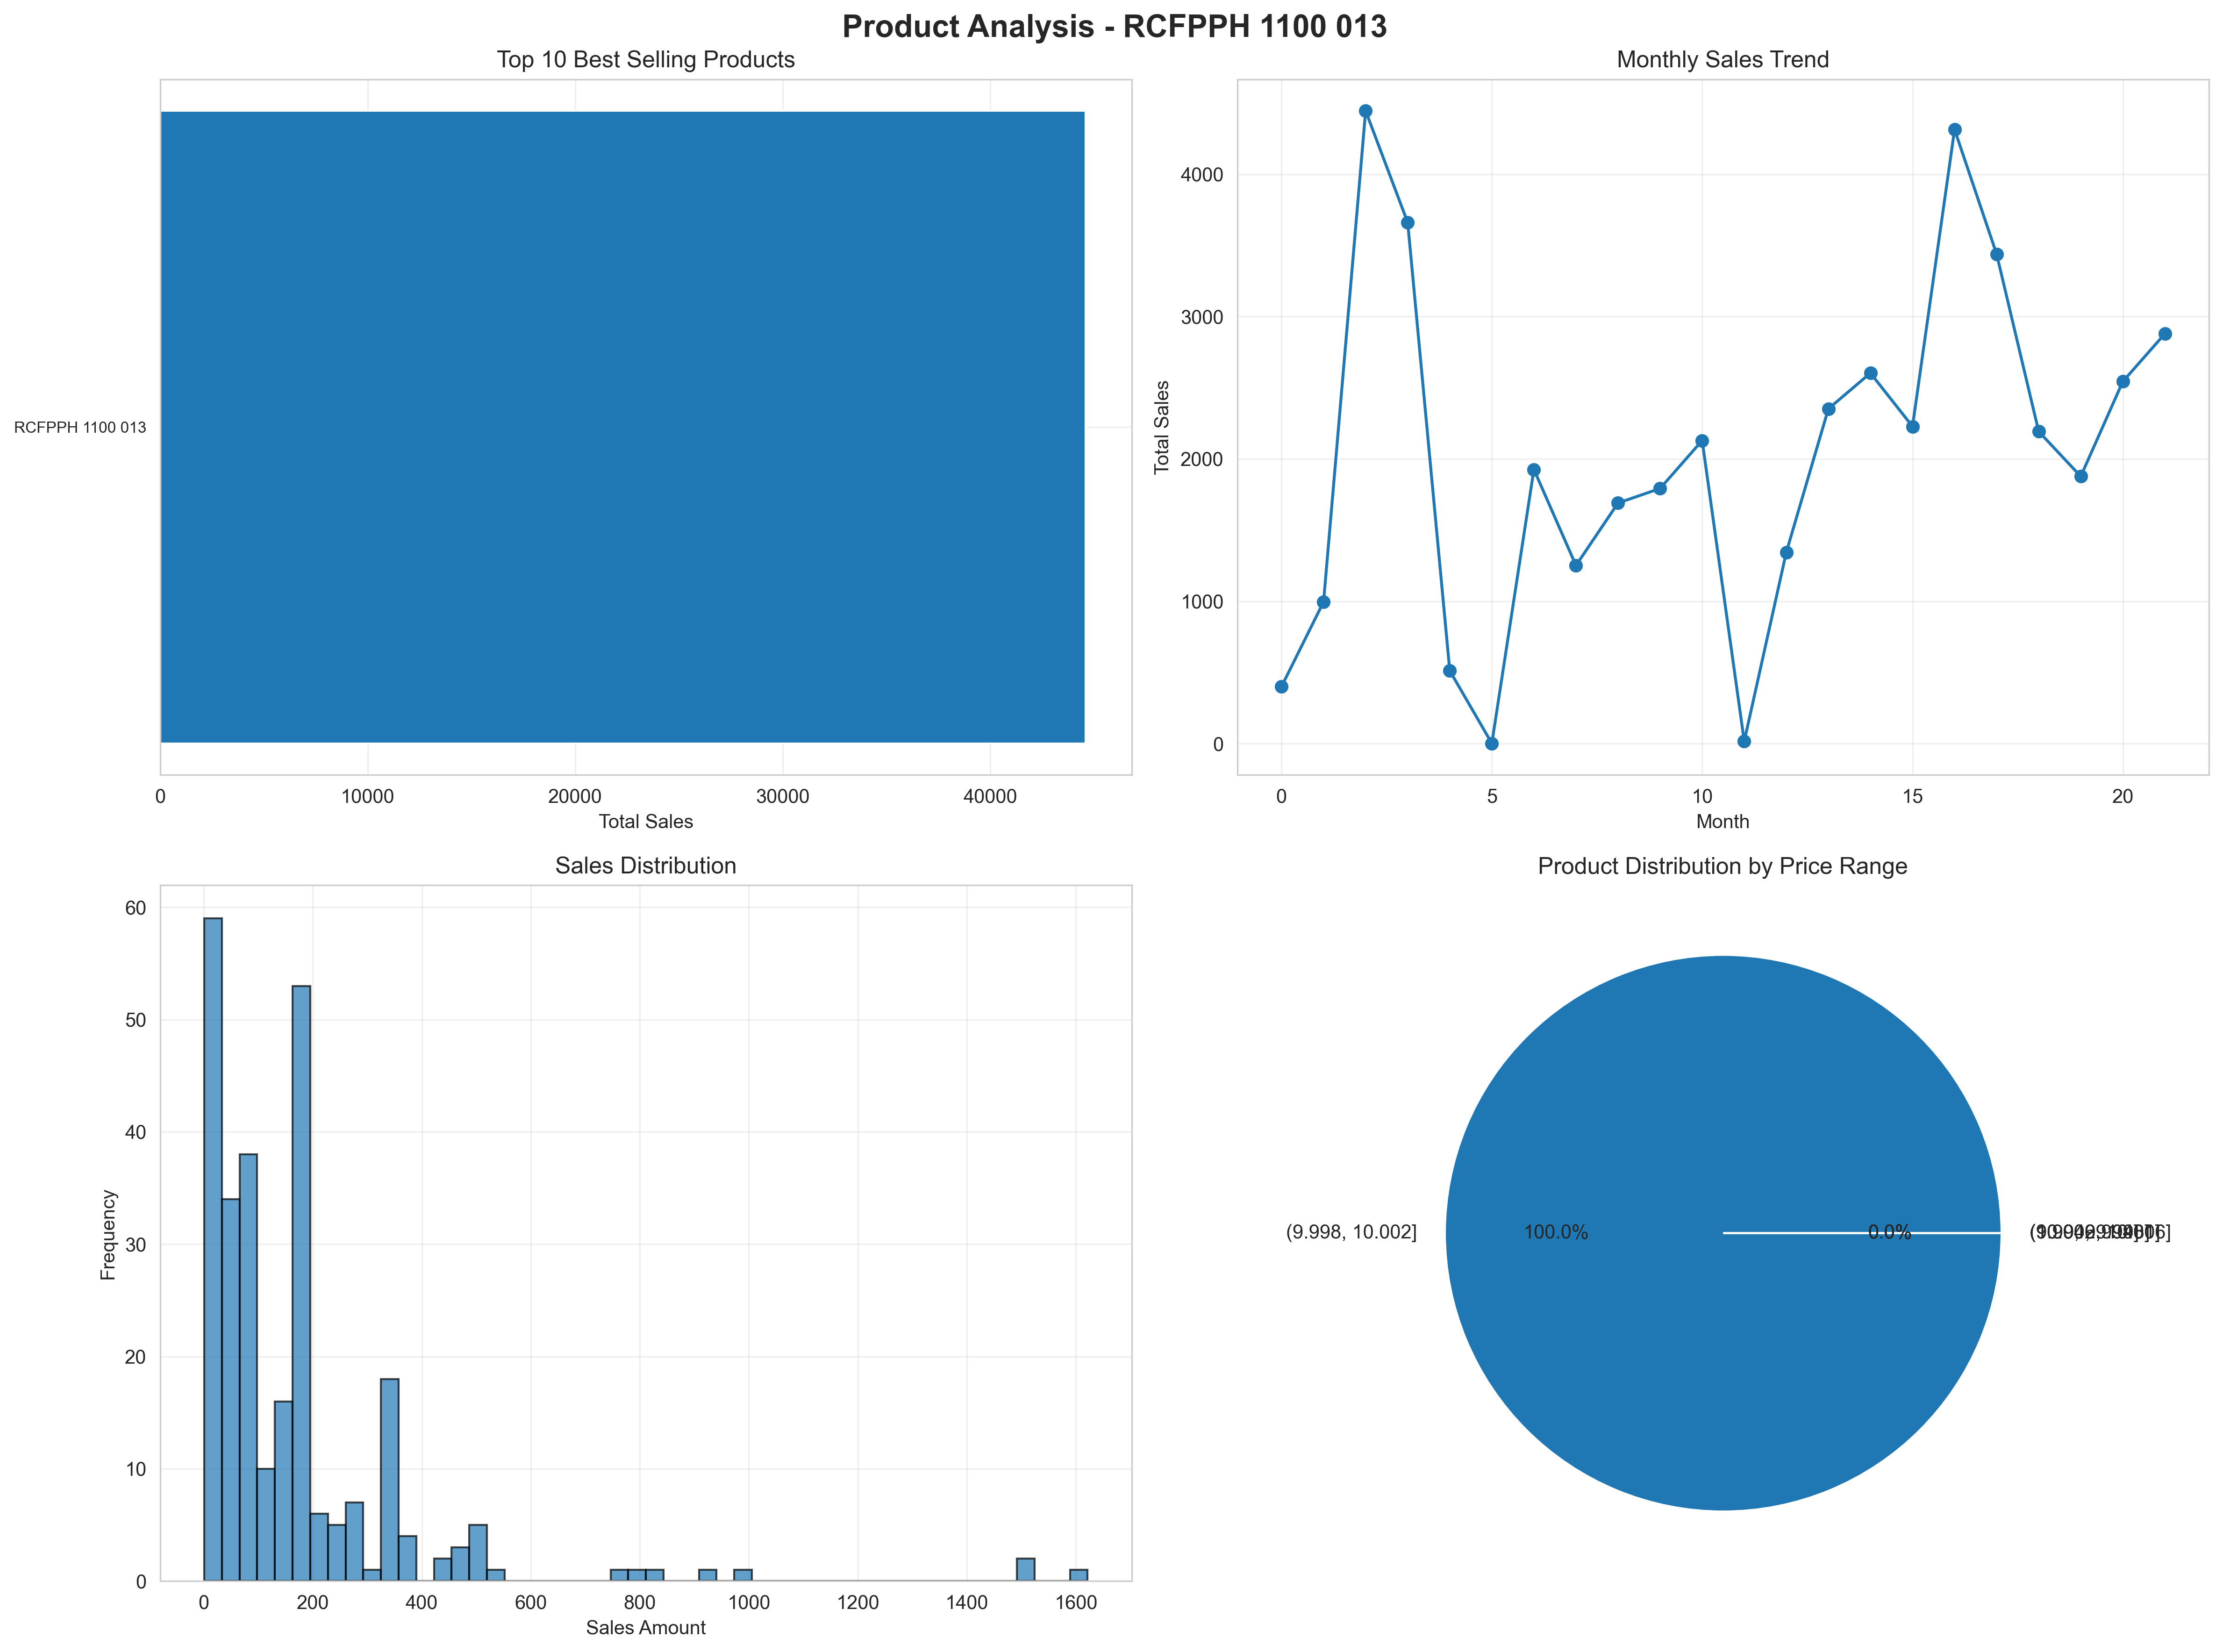 Product Analysis - RCFPPH 1100 013
Top 10 Best Selling Products
RCFPPH 1100 013
0 10000 20000 30000 40000
Total Sales
Monthly Sales Trend
Total Sales
4000
3000
2000
1000
0
0 5 10 15 20
Month
Sales Distribution
Frequency
60
50
40
30
20
10
0
0 200 400 600 800 1000 1200 1400 1600
Sales Amount
Product Distribution by Price Range
(9.998, 10.002] 100.0% 0.0%